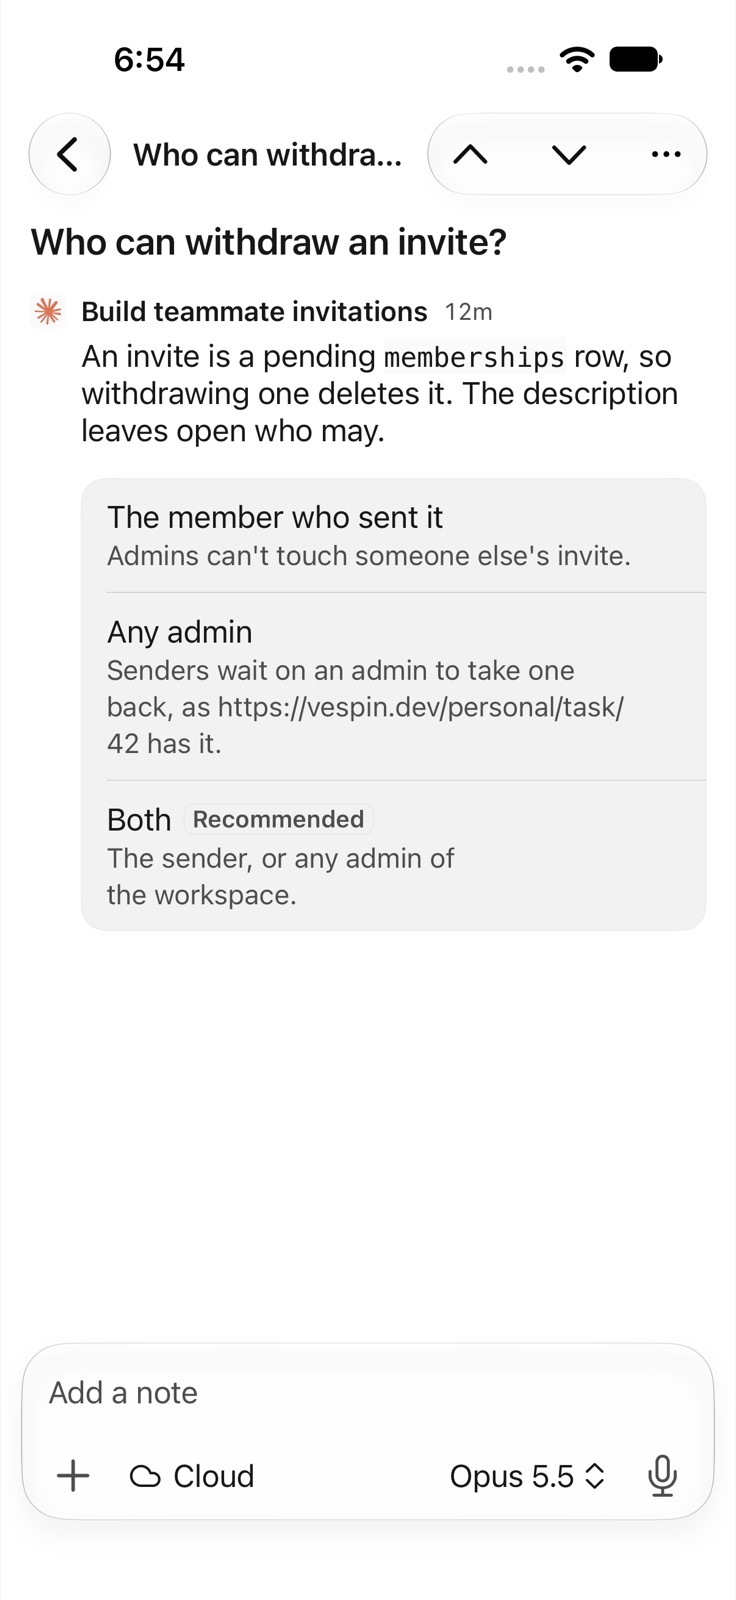 6:54
Who can withdra...
Who can withdraw an invite?
Build teammate invitations 12m
An invite is a pending memberships row, so
withdrawing one deletes it. The description
leaves open who may.
The member who sent it
Admins can't touch someone else's invite.
Any admin
Senders wait on an admin to take one
back, as https://vespin.dev/personal/task/
42 has it.
Both Recommended
The sender, or any admin of
the workspace.
Add a note
Cloud
Opus 5.5